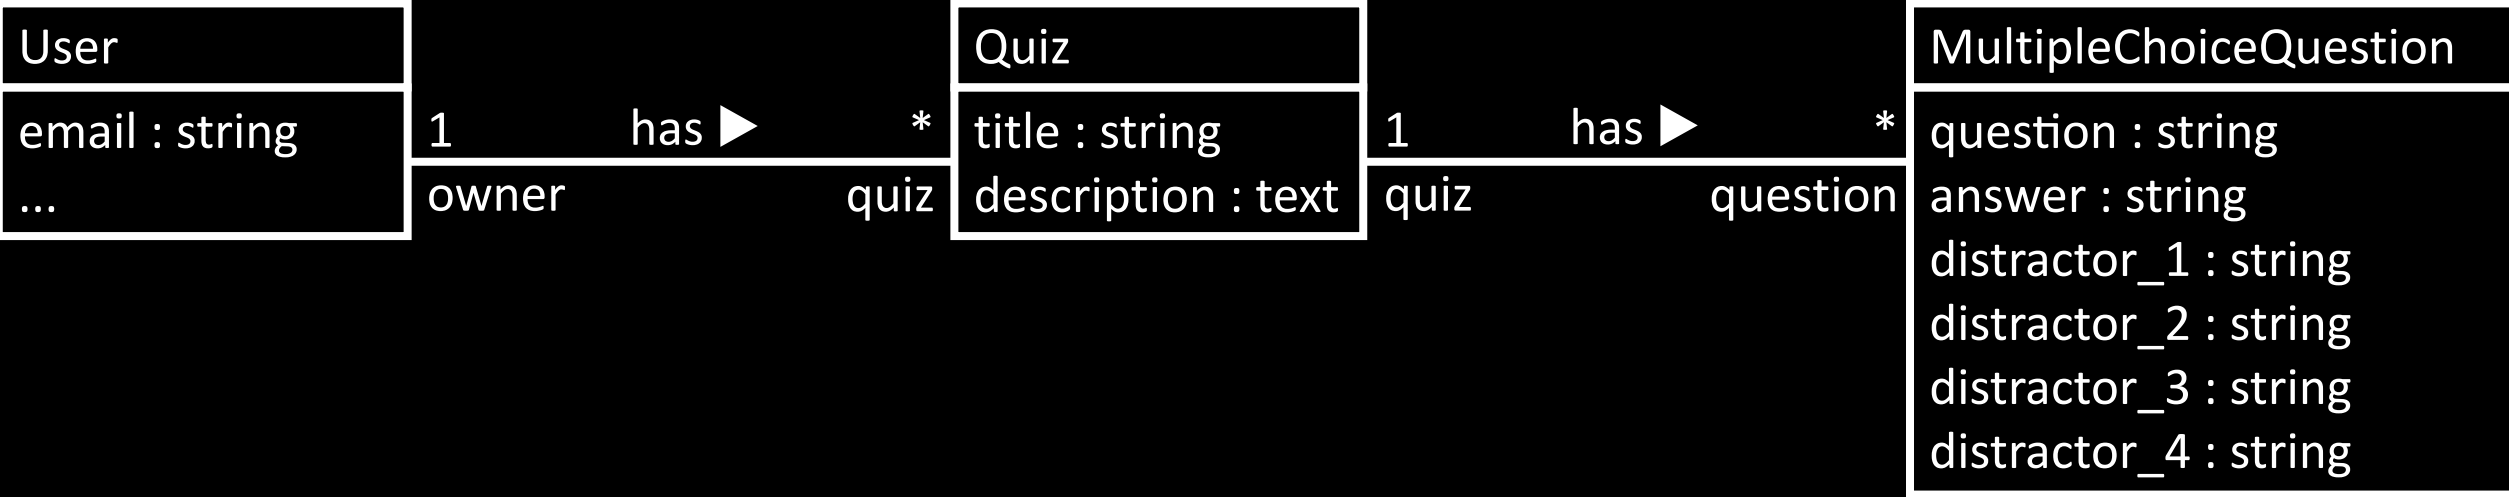 User
email : string
...
1
has
*
owner
quiz
Quiz
title : string
description : text
1
has
*
quiz
question
MultipleChoiceQuestion
question : string
answer : string
distractor_1 : string
distractor_2 : string
distractor_3 : string
distractor_4 : string